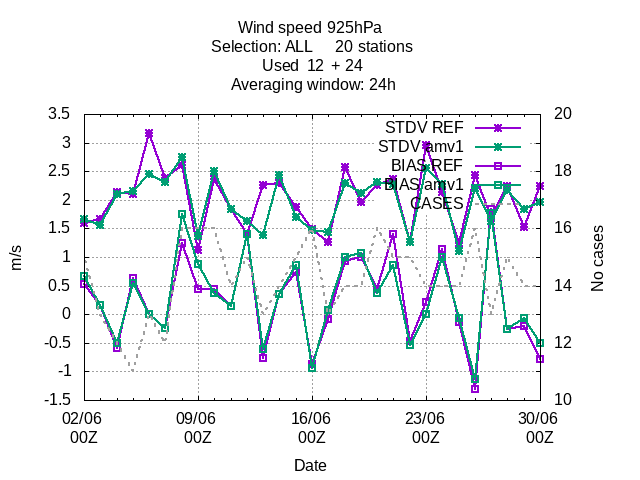 Wind speed 925hPa
Selection: ALL     20 stations
Used 12 + 24
Averaging window: 24h
3.5
3
2.5
2
1.5
1
0.5
0
-0.5
-1
-1.5
m/s
20
18
16
14
12
10
No cases
STDV REF
STDV amv1
BIAS REF
BIAS amv1
CASES
02/06 09/06 16/06 23/06 30/06
00Z 00Z 00Z 00Z 00Z
Date